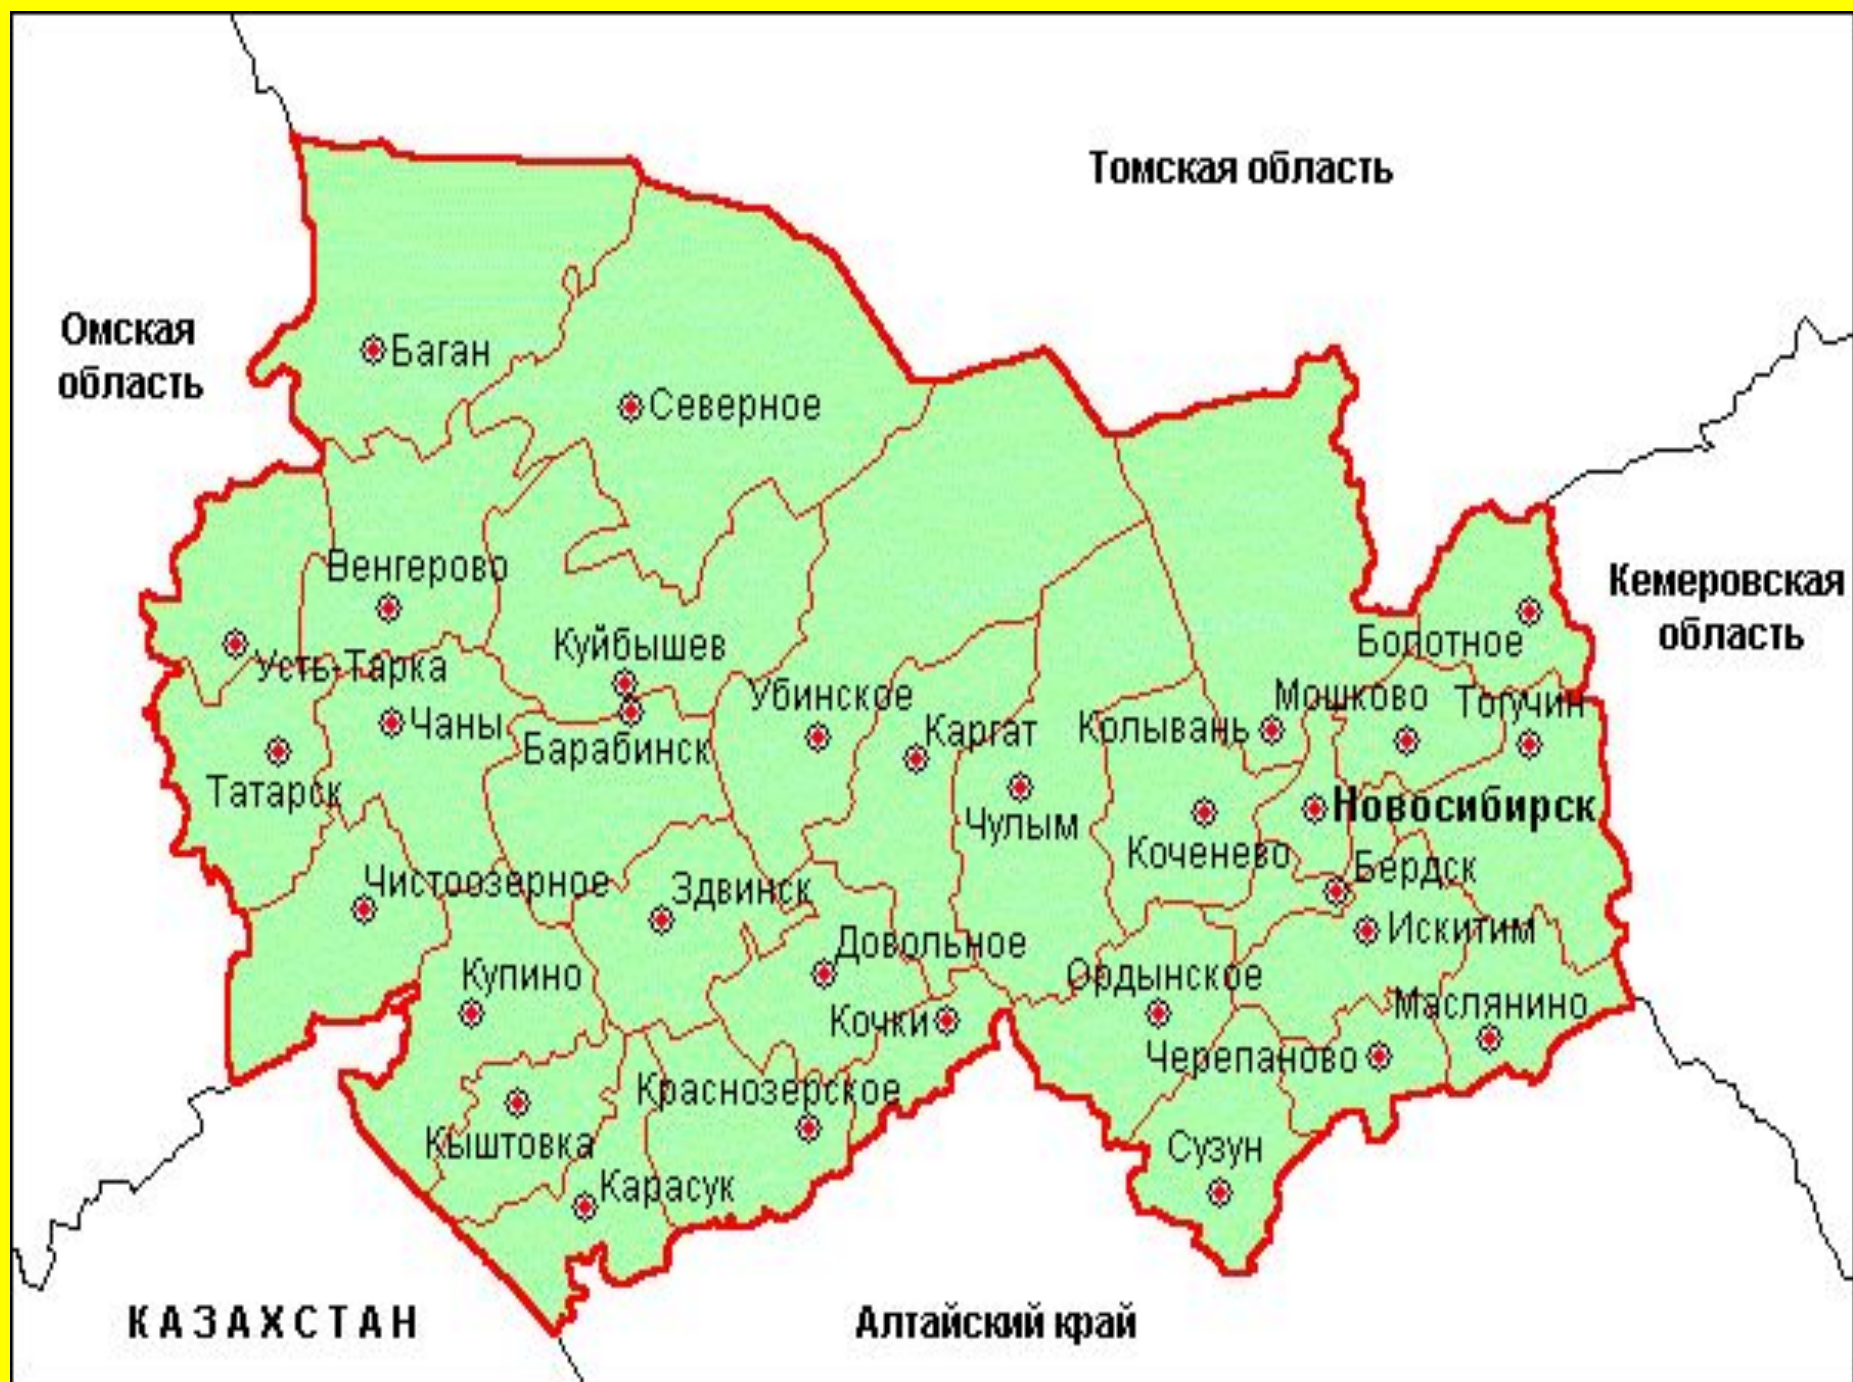 Томская область
Омская
область
Баган
Северное
Венгерово
Кемеровская
область
Болотное
Усть-Тарка
Куйбышев
Убинское
Мошково
Тогучин
Чаны
Барабинск
Каргат
Колывань
Татарск
Чулым
Новосибирск
Коченево
Бердск
Чистоозерное
Здвинск
Искитим
Довольное
Купино
Ордынское
Маслянино
Кочки
Черепаново
Краснозерское
Кыштовка
Сузун
Карасук
КАЗАХСТАН
Алтайский край